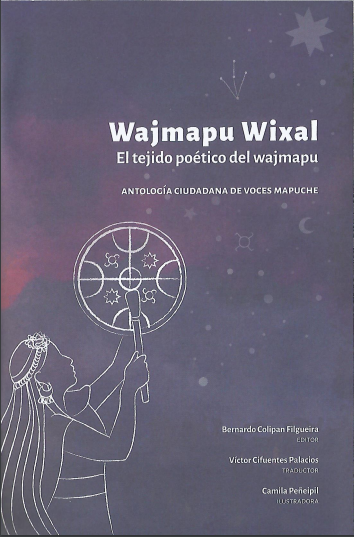 Wajmapu Wixal
El tejido poético del wajmapu
ANTOLOGÍA CIUDADANA DE VOCES MAPUCHE
Bernardo Colipan Filgueira
EDITOR
Víctor Cifuentes Palacios
TRADUCTOR
Camila Peñeipil
ILUSTRADORA